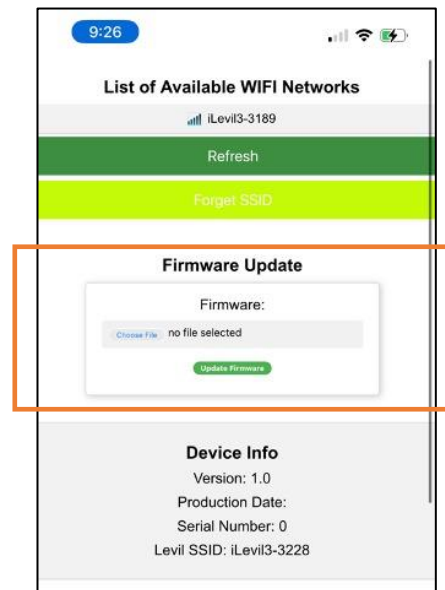 9:26
List of Available WIFI Networks
iLevil3-3189
Refresh
Forget SSID
Firmware Update
Firmware:
Choose File no file selected
Update Firmware
Device Info
Version: 1.0
Production Date:
Serial Number: 0
Levil SSID: iLevil3-3228